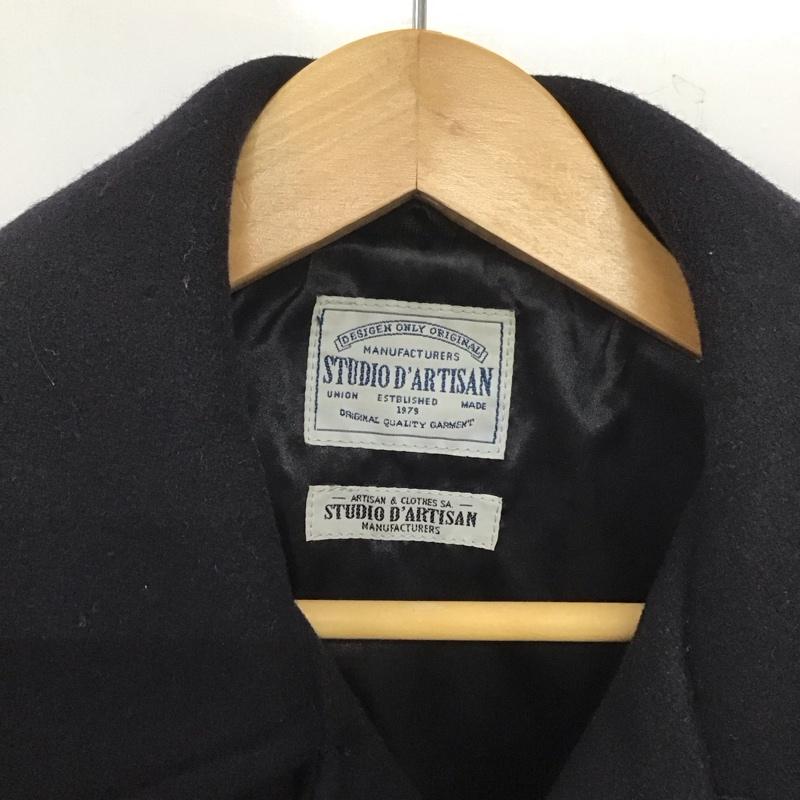 DESIGEN ONLY ORIGINAL
MANUFACTURERS
STUDIO D'ARTISAN
UNION ESTBLISHED MADE
1979
ORIGINAL QUALITY GARMENT
ARTISAN & CLOTHES SA.
STUDIO D'ARTISAN
MANUFACTURERS